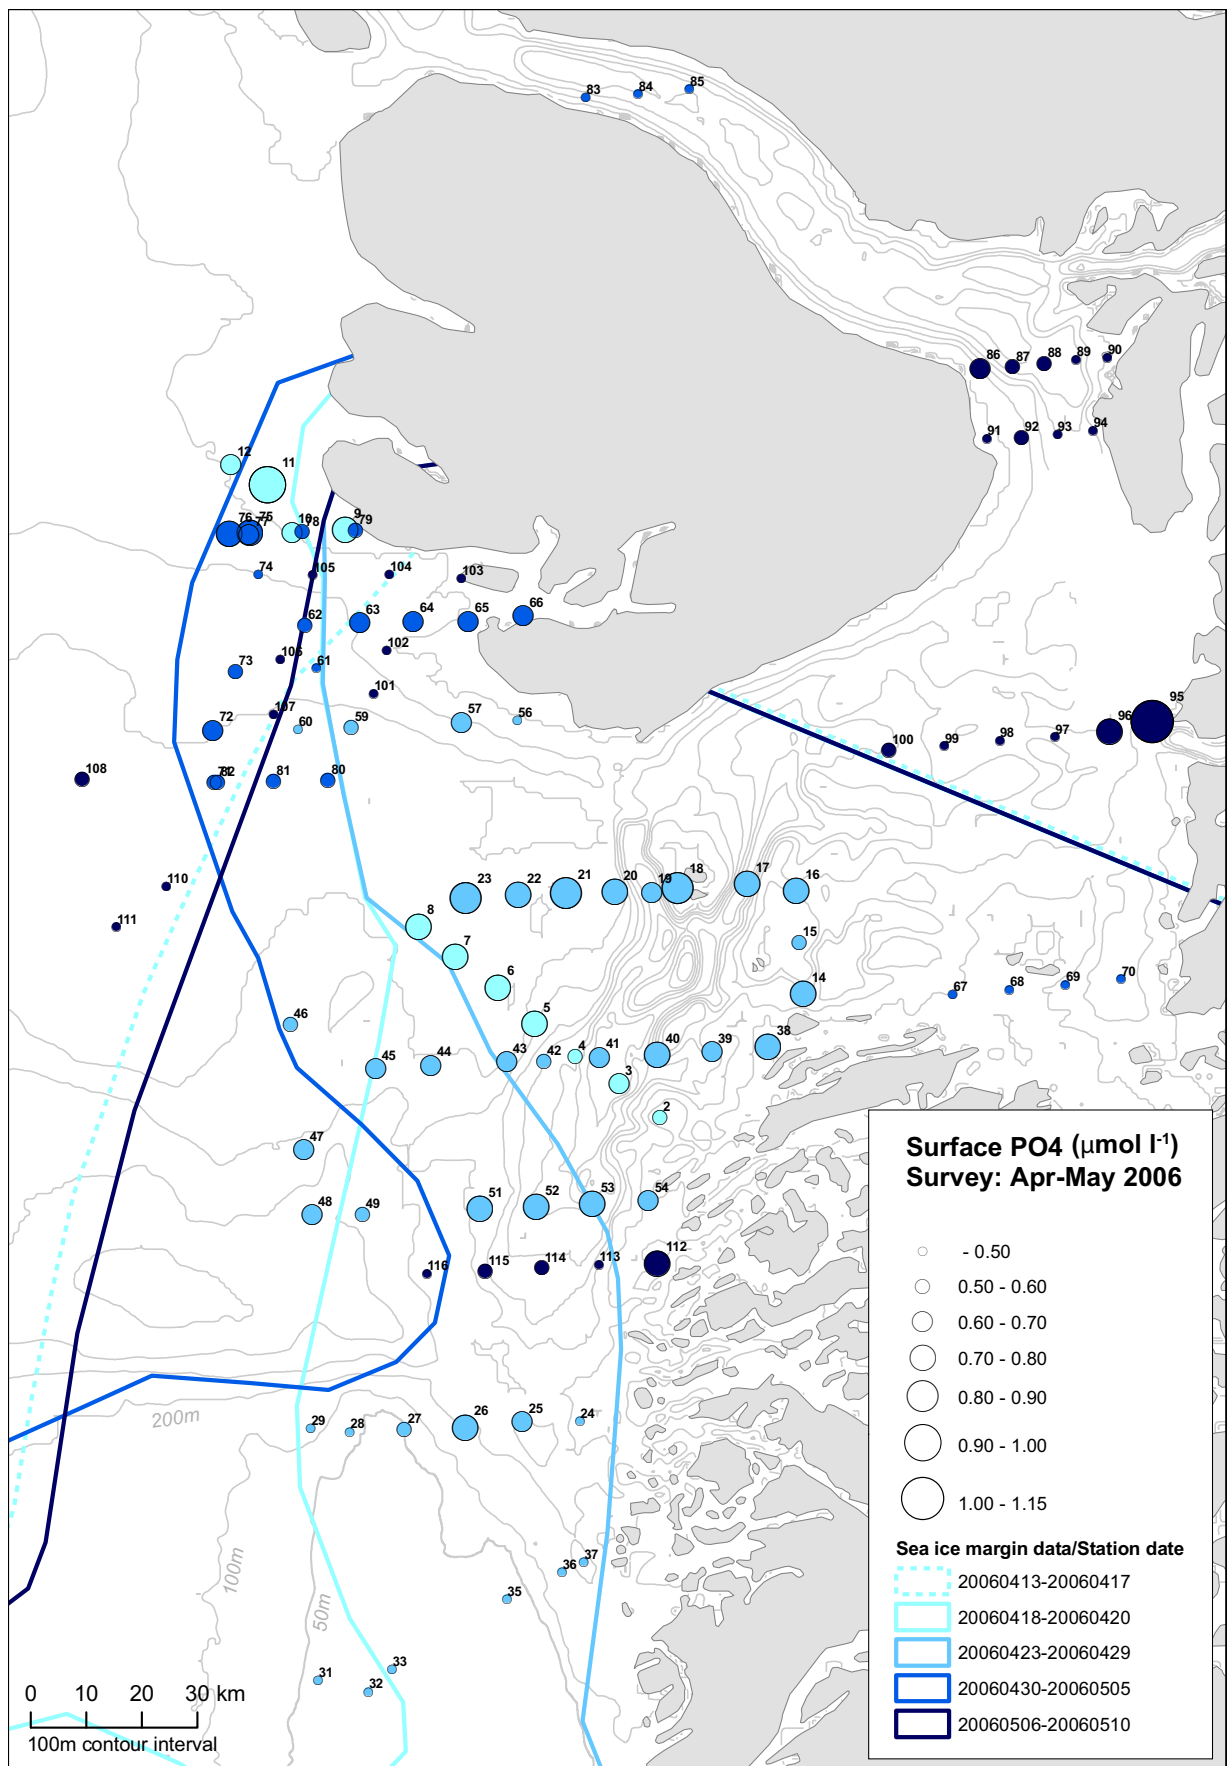 83 84 85
86 87 88 89 90
91 92 93 94
12 11
76 75 77 10 78 9 79
74 105 104 103
62 63 64 65 66
106 61 102
73 101
107 72 60 59 57 56
95 96 97 98 99 100
108 71 82 81 80
110 23 22 21 20 19 18 17 16
111 8
7 15
6 14 67 68 69 70
46 5
45 44 43 42 4 41 40 39 38
3
2
47
48 49 51 52 53 54
116 115 114 113 112
29 28 27 26 25 24
200m
100m
50m
36 37
35
31 32 33
0 10 20 30 km
100m contour interval
Surface PO4 (μmol l-1)
Survey: Apr-May 2006
- 0.50
0.50 - 0.60
0.60 - 0.70
0.70 - 0.80
0.80 - 0.90
0.90 - 1.00
1.00 - 1.15
Sea ice margin data/Station date
20060413-20060417
20060418-20060420
20060423-20060429
20060430-20060505
20060506-20060510